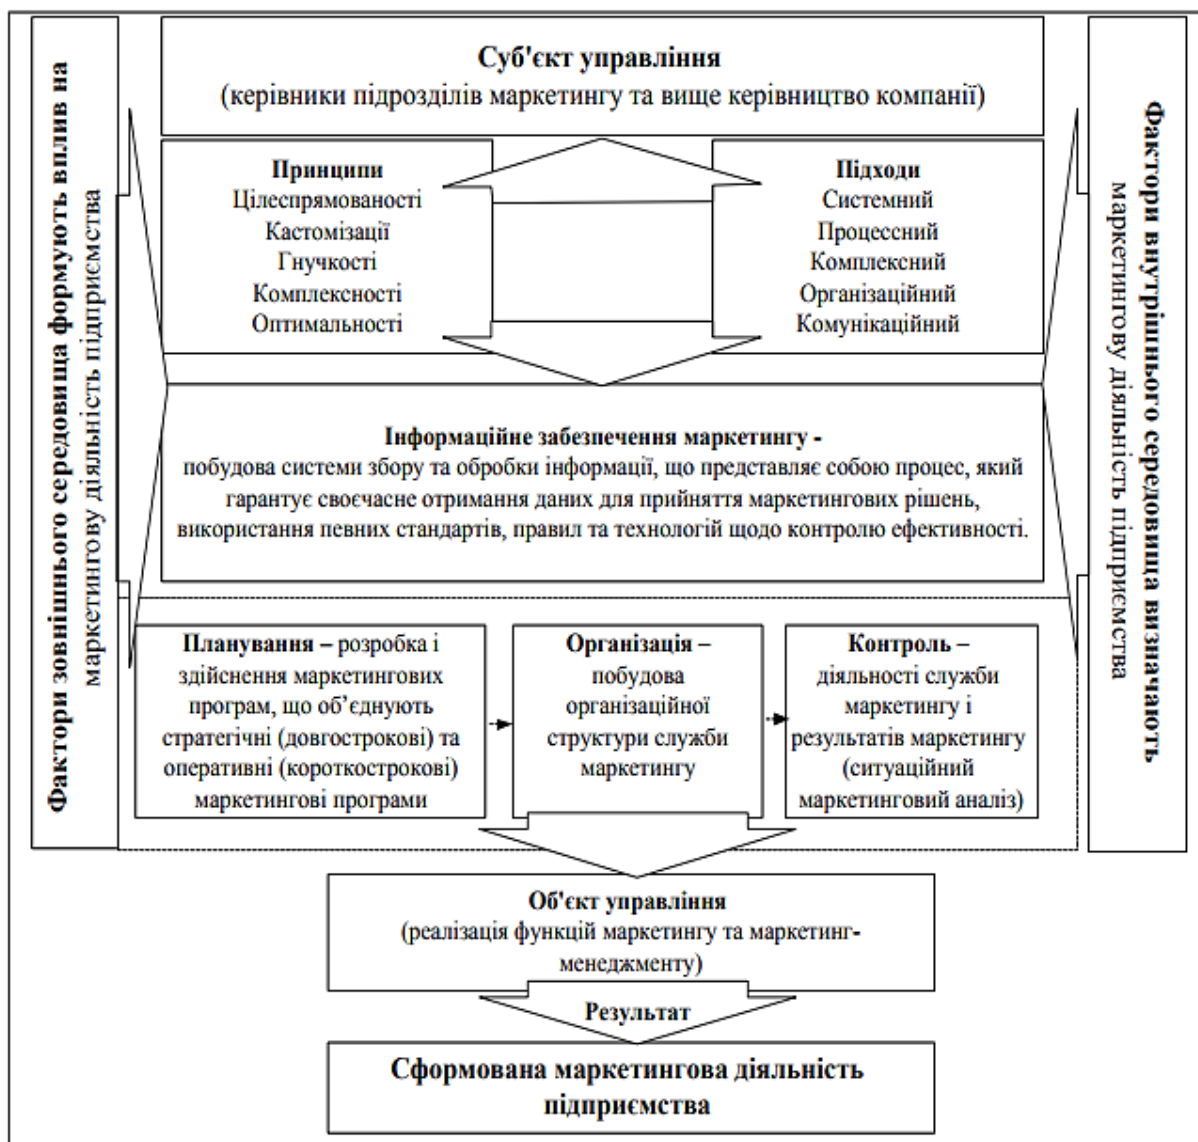 Фактори зовнішнього середовища формують вплив на
маркетингову діяльність підприємства
Суб'єкт управління
(керівники підрозділів маркетингу та вище керівництво компанії)
Принципи
Цілеспрямованості
Кастомізації
Гнучкості
Комплексності
Оптимальності
Підходи
Системний
Процессний
Комплексний
Організаційний
Комунікаційний
Інформаційне забезпечення маркетингу -
побудова системи збору та обробки інформації, що представляє собою процес, який
гарантує своєчасне отримання даних для прийняття маркетингових рішень,
використання певних стандартів, правил та технологій щодо контролю ефективності.
Планування – розробка і
здійснення маркетингових
програм, що об’єднують
стратегічні (довгострокові) та
оперативні (короткострокові)
маркетингові програми
Організація –
побудова
організаційної
структури служби
маркетингу
Контроль –
діяльності служби
маркетингу і
результатів маркетингу
(ситуаційний
маркетинговий аналіз)
Об'єкт управління
(реалізація функцій маркетингу та маркетинг-
менеджменту)
Результат
Сформована маркетингова діяльність
підприємства
Фактори внутрішнього середовища визначають
маркетингову діяльність підприємства